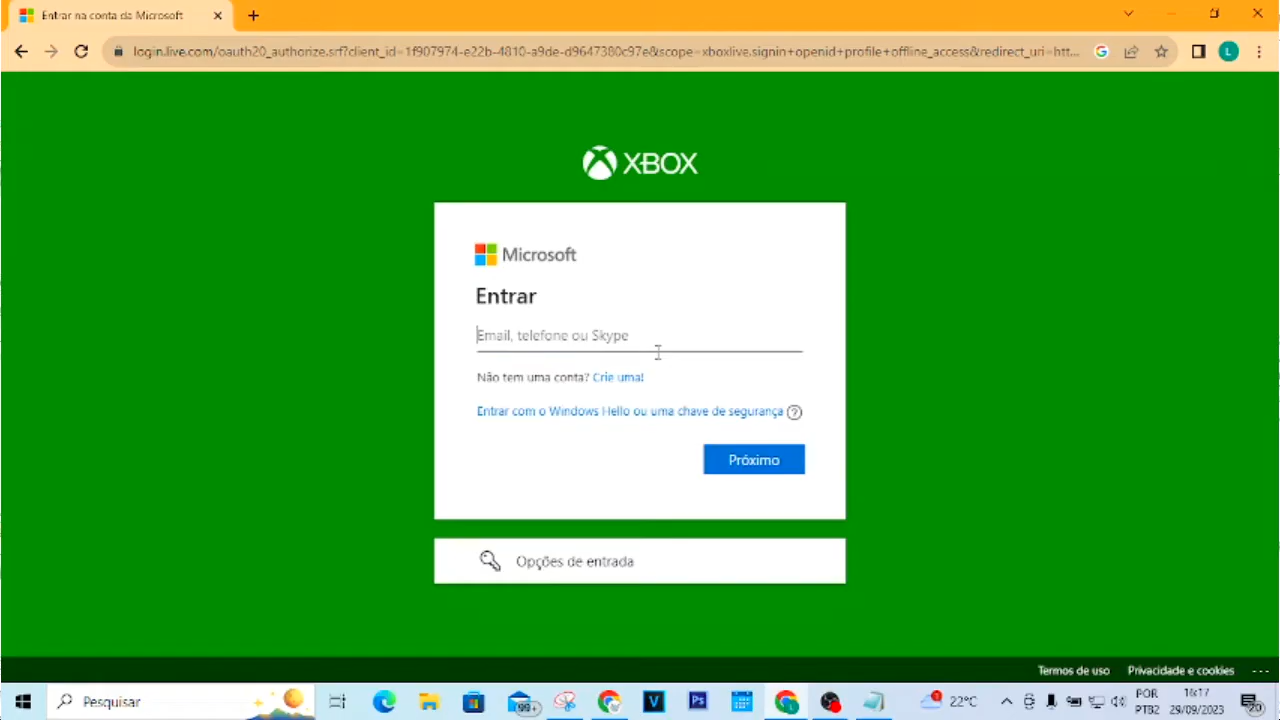 Entrar na conta da Microsoft
login.live.com/oauth20_authorize.srf?client_id=1f907974-e22b-4810-a9de-d9647380c97e&scope=xboxlive.signin+openid+profile+offline_access&redirect_uri=htt...
L
XBOX
Microsoft
Entrar
Email, telefone ou Skype
Não tem uma conta? Crie uma!
Entrar com o Windows Hello ou uma chave de segurança
Próximo
Opções de entrada
Termos de uso Privacidade e cookies ...
Pesquisar
99+
V
Ps
22°C
POR
PTB2
16:17
29/09/2023
20